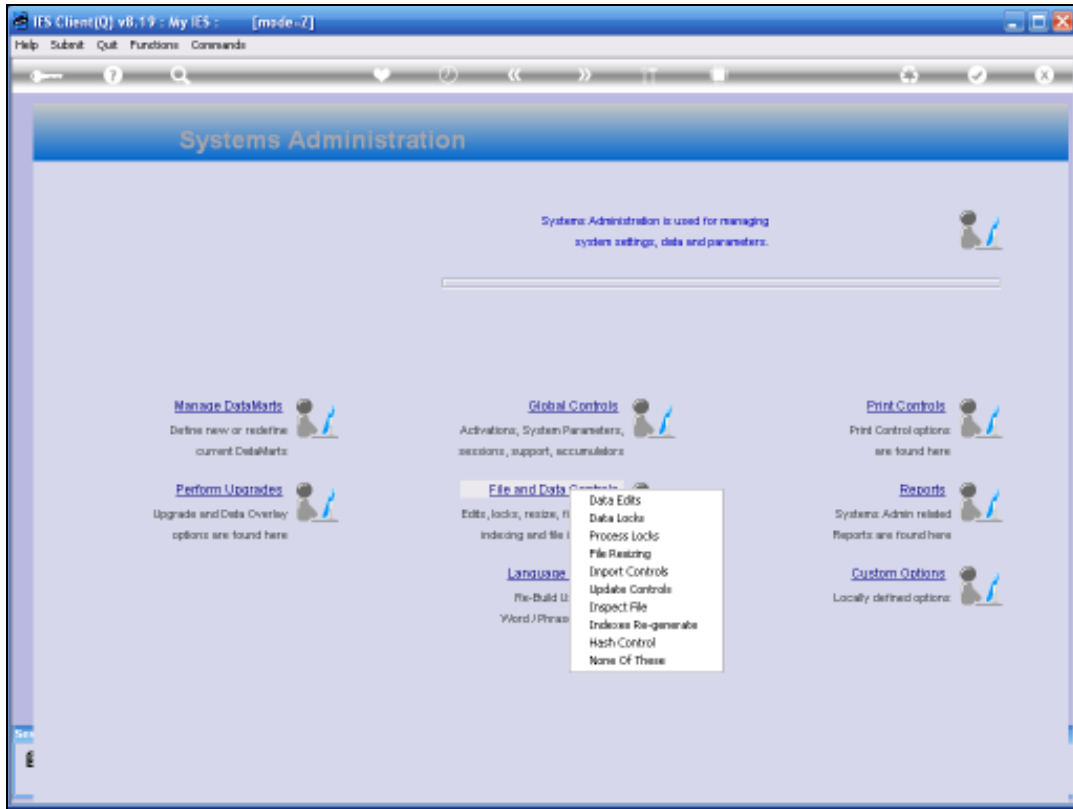 IES Client(Q) v8.19 : My IES : [mode=Z]
Help Submit Quit Functions Commands
Systems Administration
Systems Administration is used for managing
system settings, data and parameters.
Manage DataMarts
Define new or redefine
current DataMarts
Global Controls
Activations, System Parameters,
sessions, support, accumulators
Print Controls
Print Control options
are found here
Perform Upgrades
Upgrade and Data Overlay
options are found here
File and Data Controls
Edits, locks, resize,
indexing and file
Reports
Systems Admin related
Reports are found here
Language
Re-Build
Word / Phrase
Custom Options
Locally defined options
Data Edits
Data Locks
Process Locks
File Resizing
Import Controls
Update Controls
Inspect File
Indexes Re-generate
Hash Control
None Of These